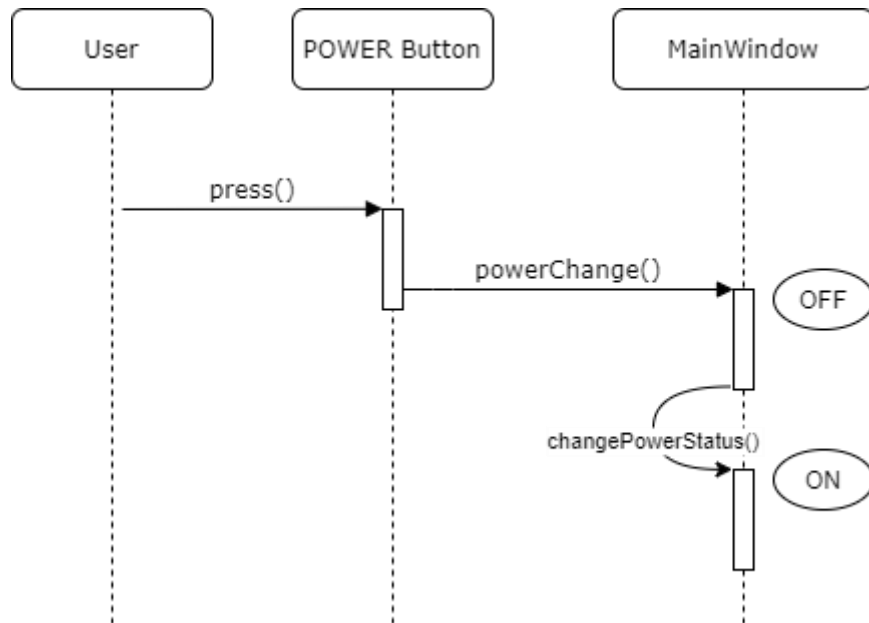 User
POWER Button
MainWindow
press()
powerChange()
OFF
changePowerStatus()
ON